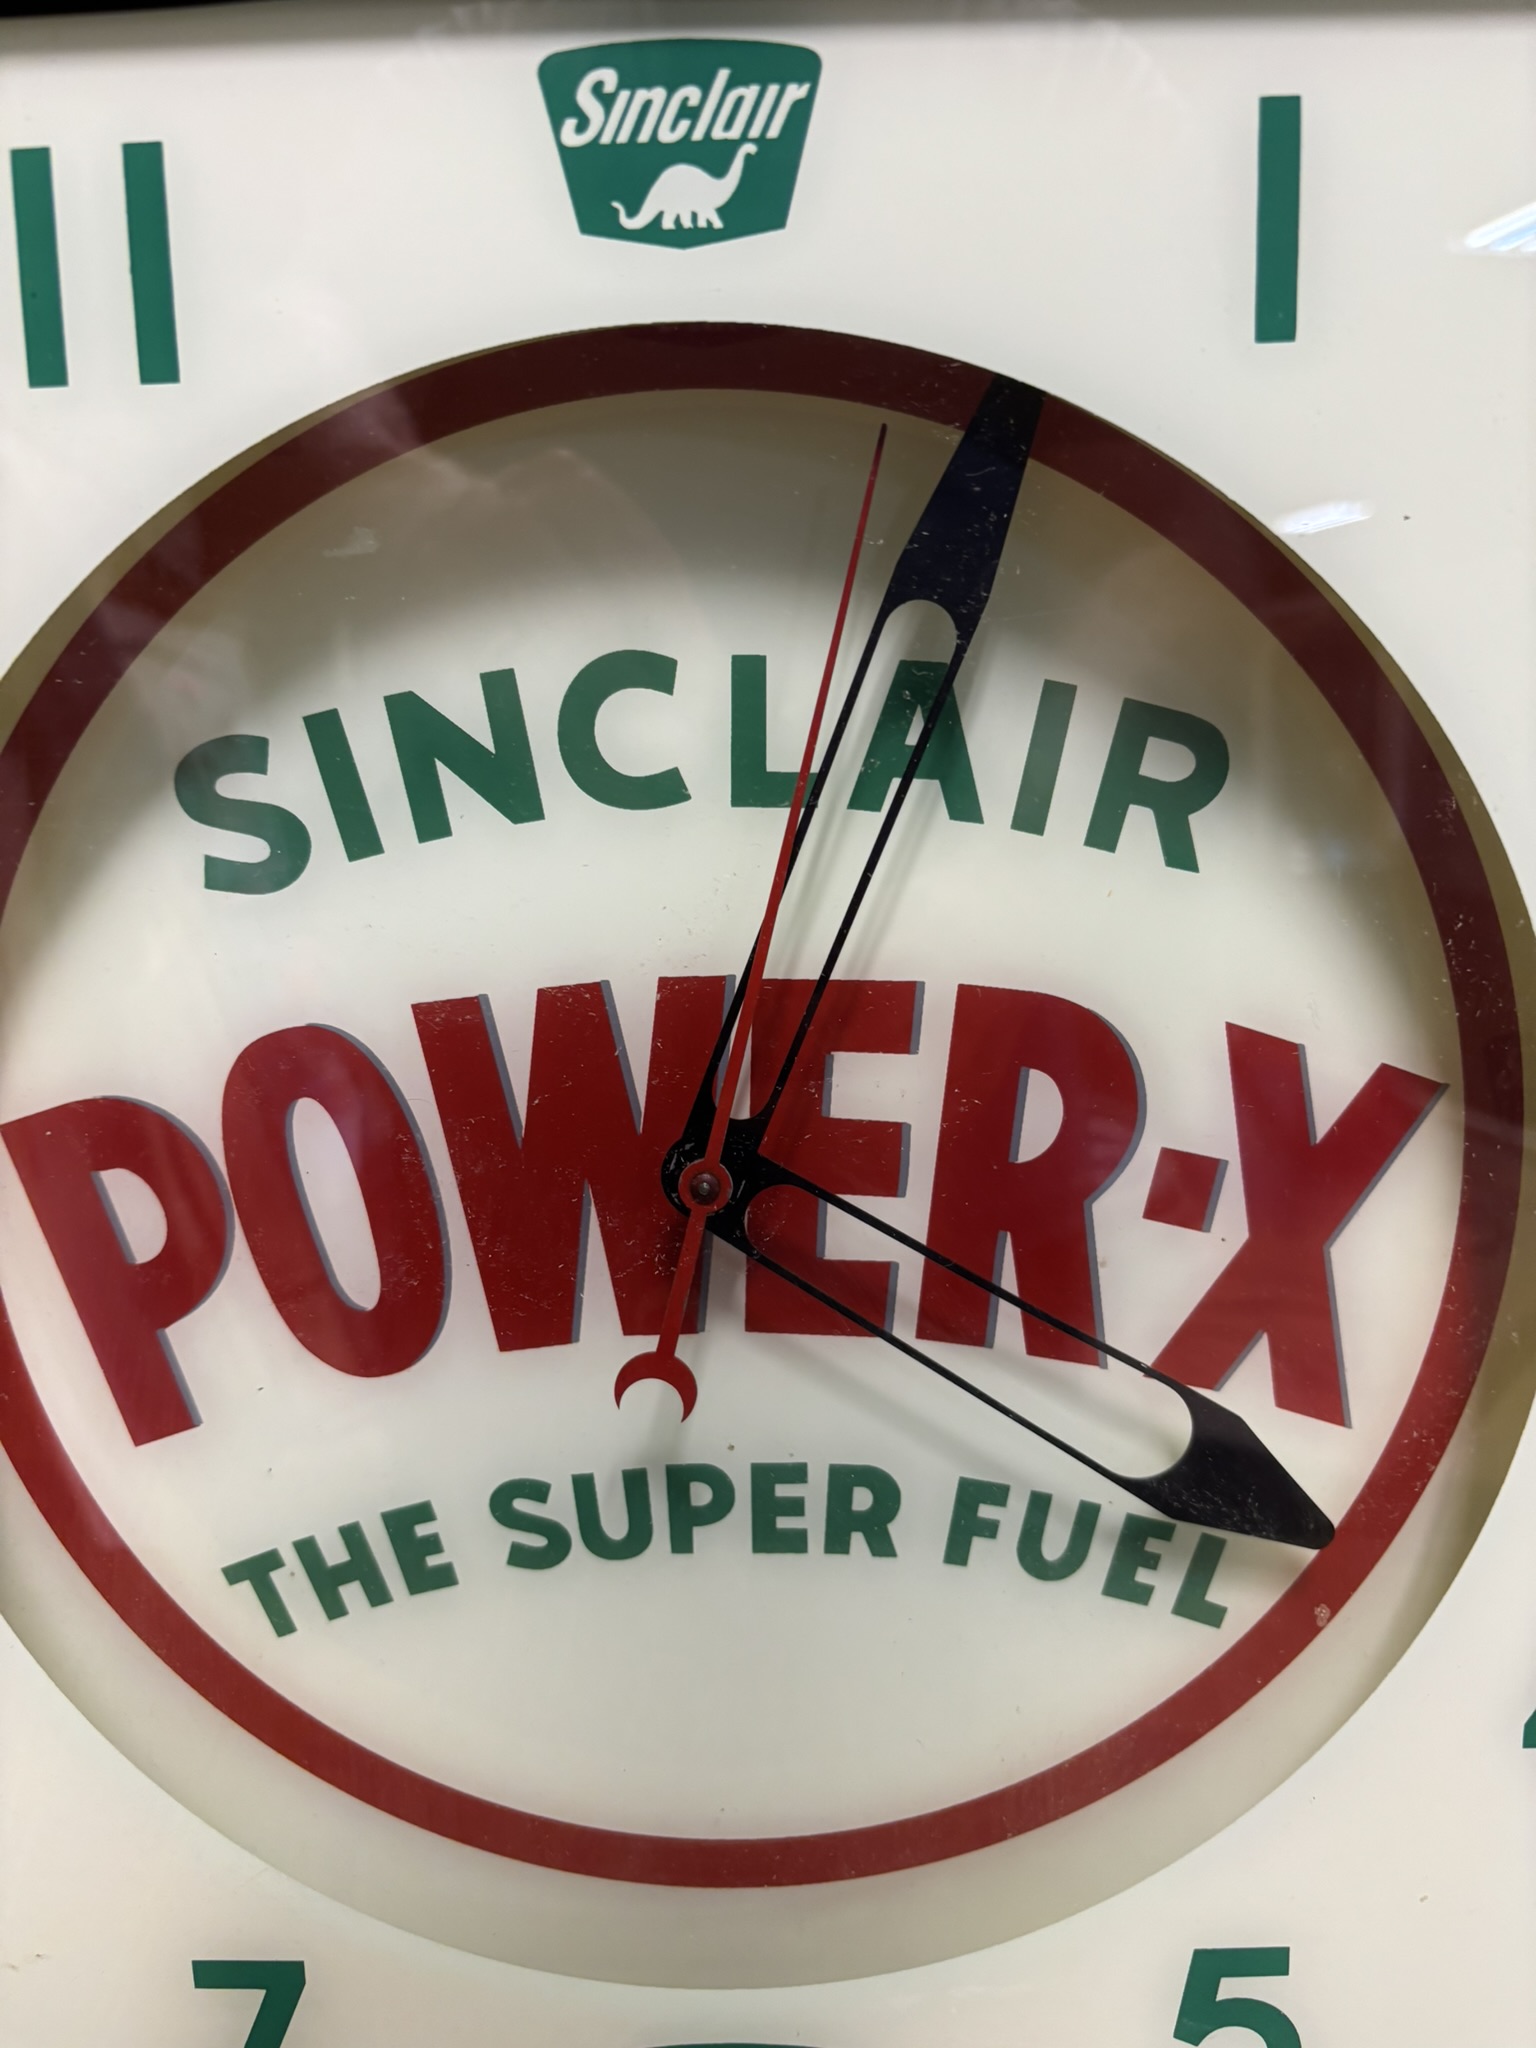 Sinclair
11
1
SINCLAIR
POWER-X
THE SUPER FUEL
7
5